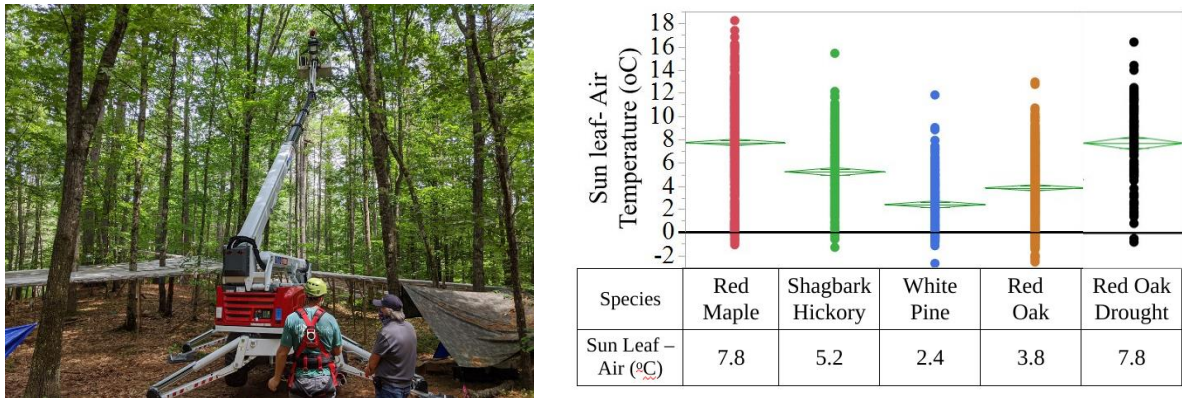 Sun leaf- Air
Temperature (oC)
18
16
14
12
10
8
6
4
2
0
-2
Species
Red
Maple
Shagbark
Hickory
White
Pine
Red
Oak
Red Oak
Drought
Sun Leaf –
Air (ºC)
7.8
5.2
2.4
3.8
7.8